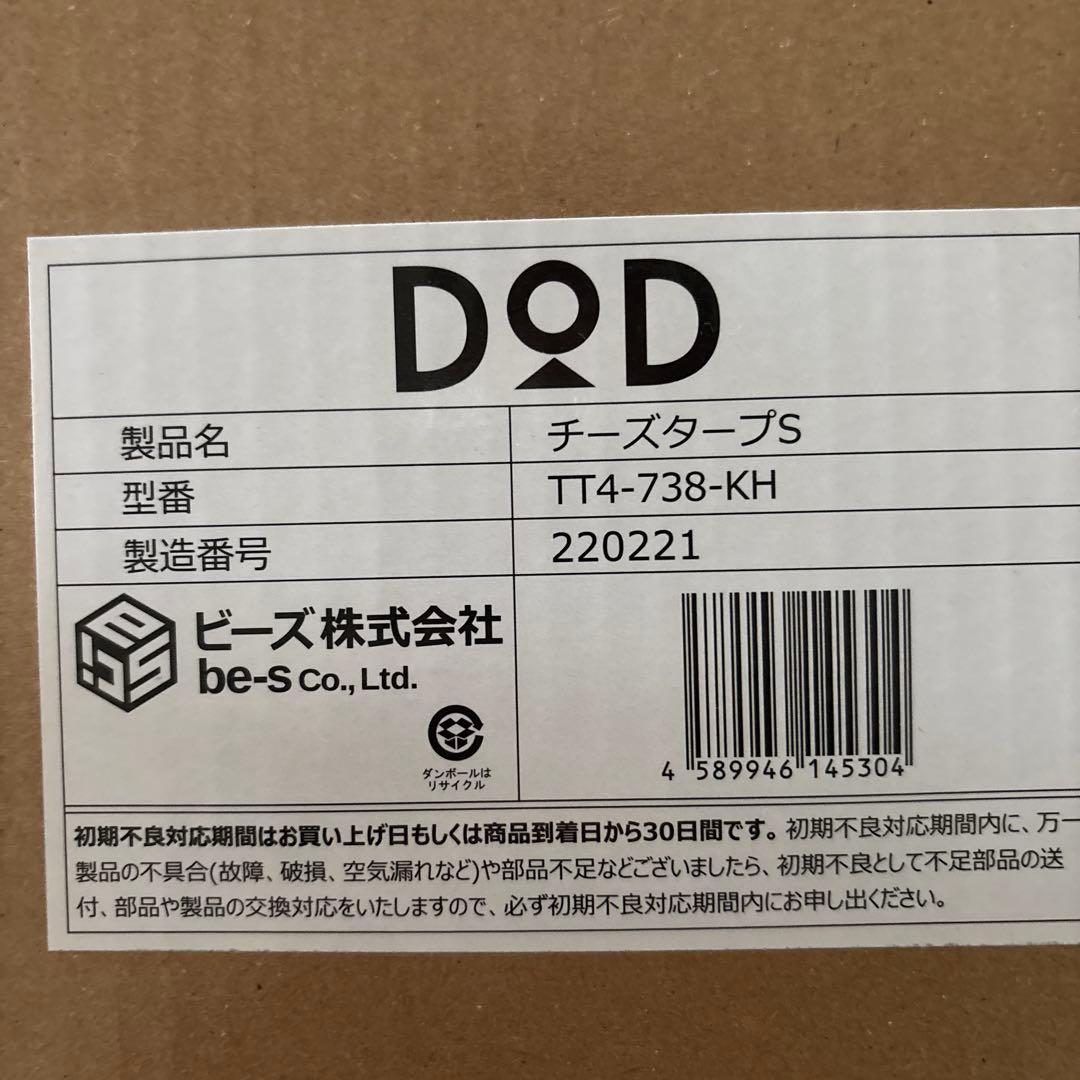 DOD
製品名 チーズタープS
型番 TT4-738-KH
製造番号 220221
ビーズ株式会社
be-s Co., Ltd.
ダンボールは
リサイクル
4 589946 145304
初期不良対応期間はお買い上げ日もしくは商品到着日から30日間です。初期不良対応期間内に、万一
製品の不具合(故障、破損、空気漏れなど)や部品不足などございましたら、初期不良として不足部品の送
付、部品や製品の交換対応をいたしますので、必ず初期不良対応期間内にお申し出ください。